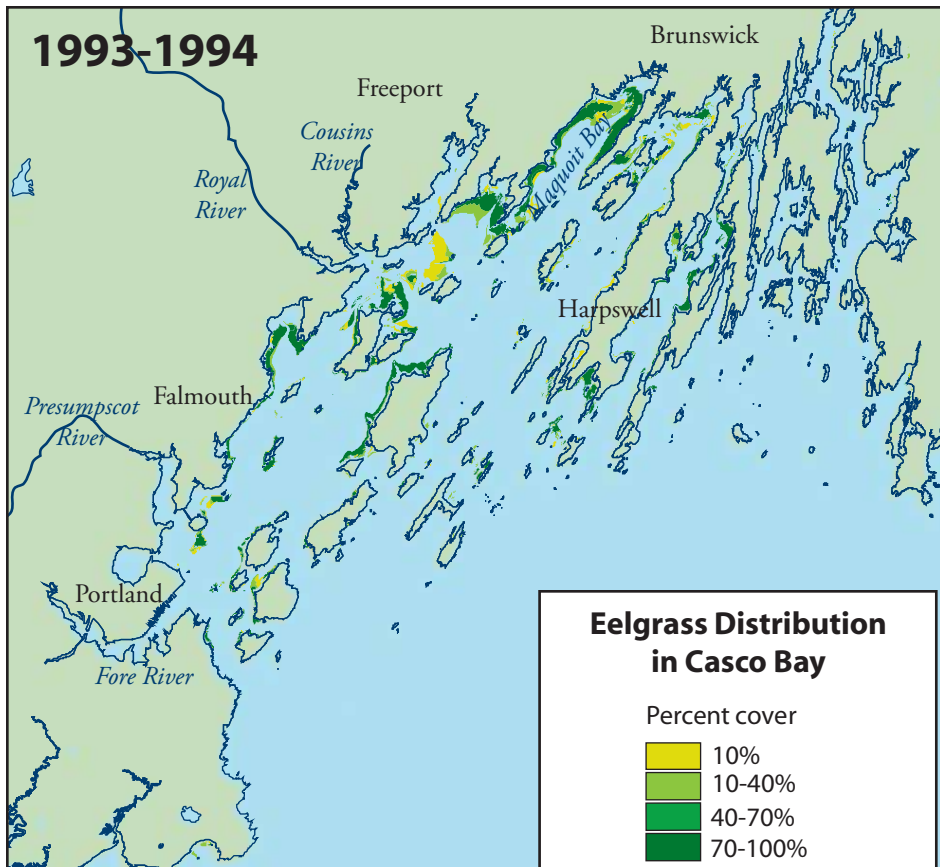 1993-1994
Brunswick
Freeport
Cousins
River
Royal
River
Maquoit Bay
Harpswell
Falmouth
Presumpscot
River
Portland
Fore River
Eelgrass Distribution
in Casco Bay
Percent cover
10%
10-40%
40-70%
70-100%